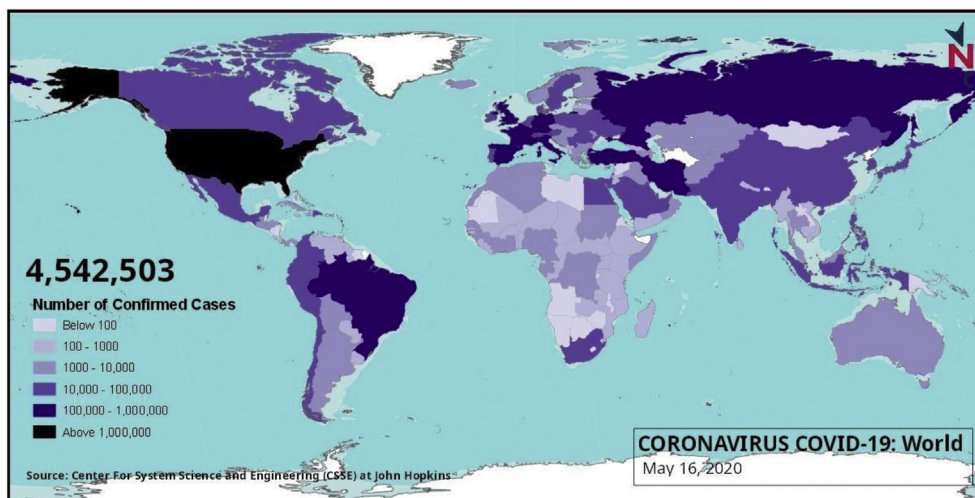 N
4,542,503
Number of Confirmed Cases
Below 100
100 - 1000
1000 - 10,000
10,000 - 100,000
100,000 - 1,000,000
Above 1,000,000
Source: Center For System Science and Engineering (CSSE) at John Hopkins
CORONAVIRUS COVID-19: World
May 16, 2020